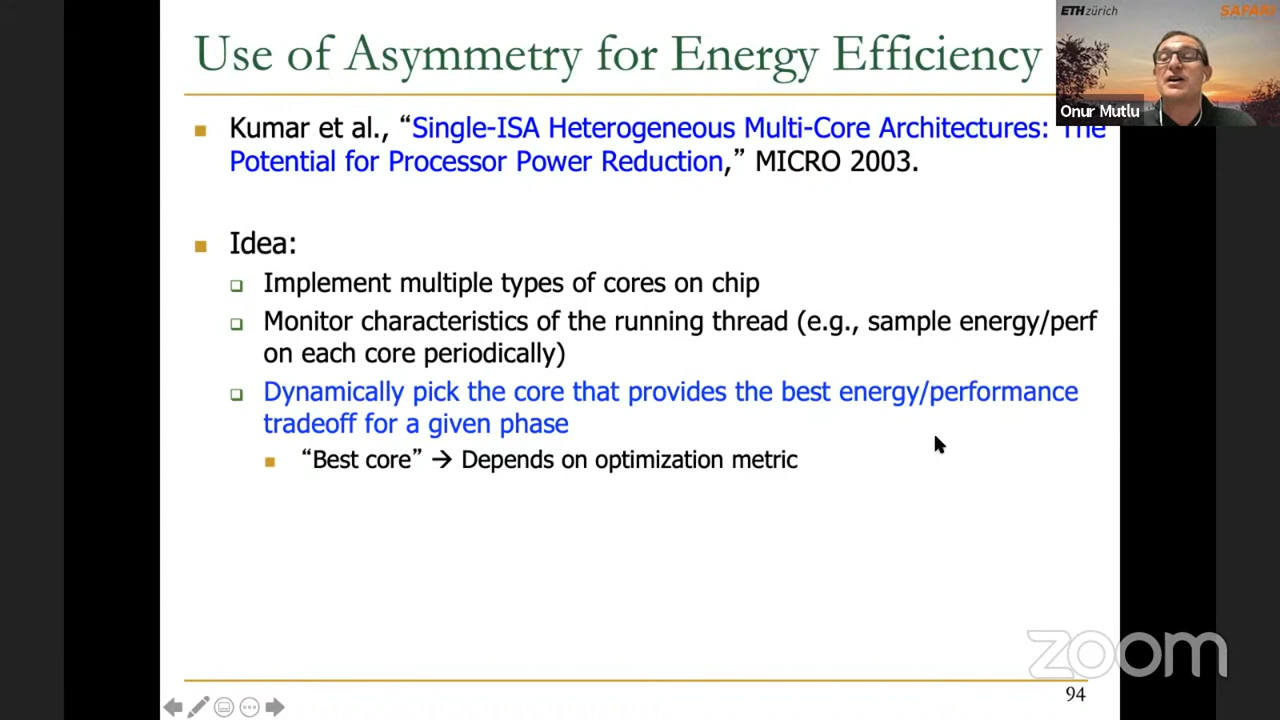 Use of Asymmetry for Energy Efficiency
ETHzürich
SAFARI
Onur Mutlu
Kumar et al., “Single-ISA Heterogeneous Multi-Core Architectures: The
Potential for Processor Power Reduction,” MICRO 2003.
Idea:
Implement multiple types of cores on chip
Monitor characteristics of the running thread (e.g., sample energy/perf
on each core periodically)
Dynamically pick the core that provides the best energy/performance
tradeoff for a given phase
“Best core” → Depends on optimization metric
zoom
94